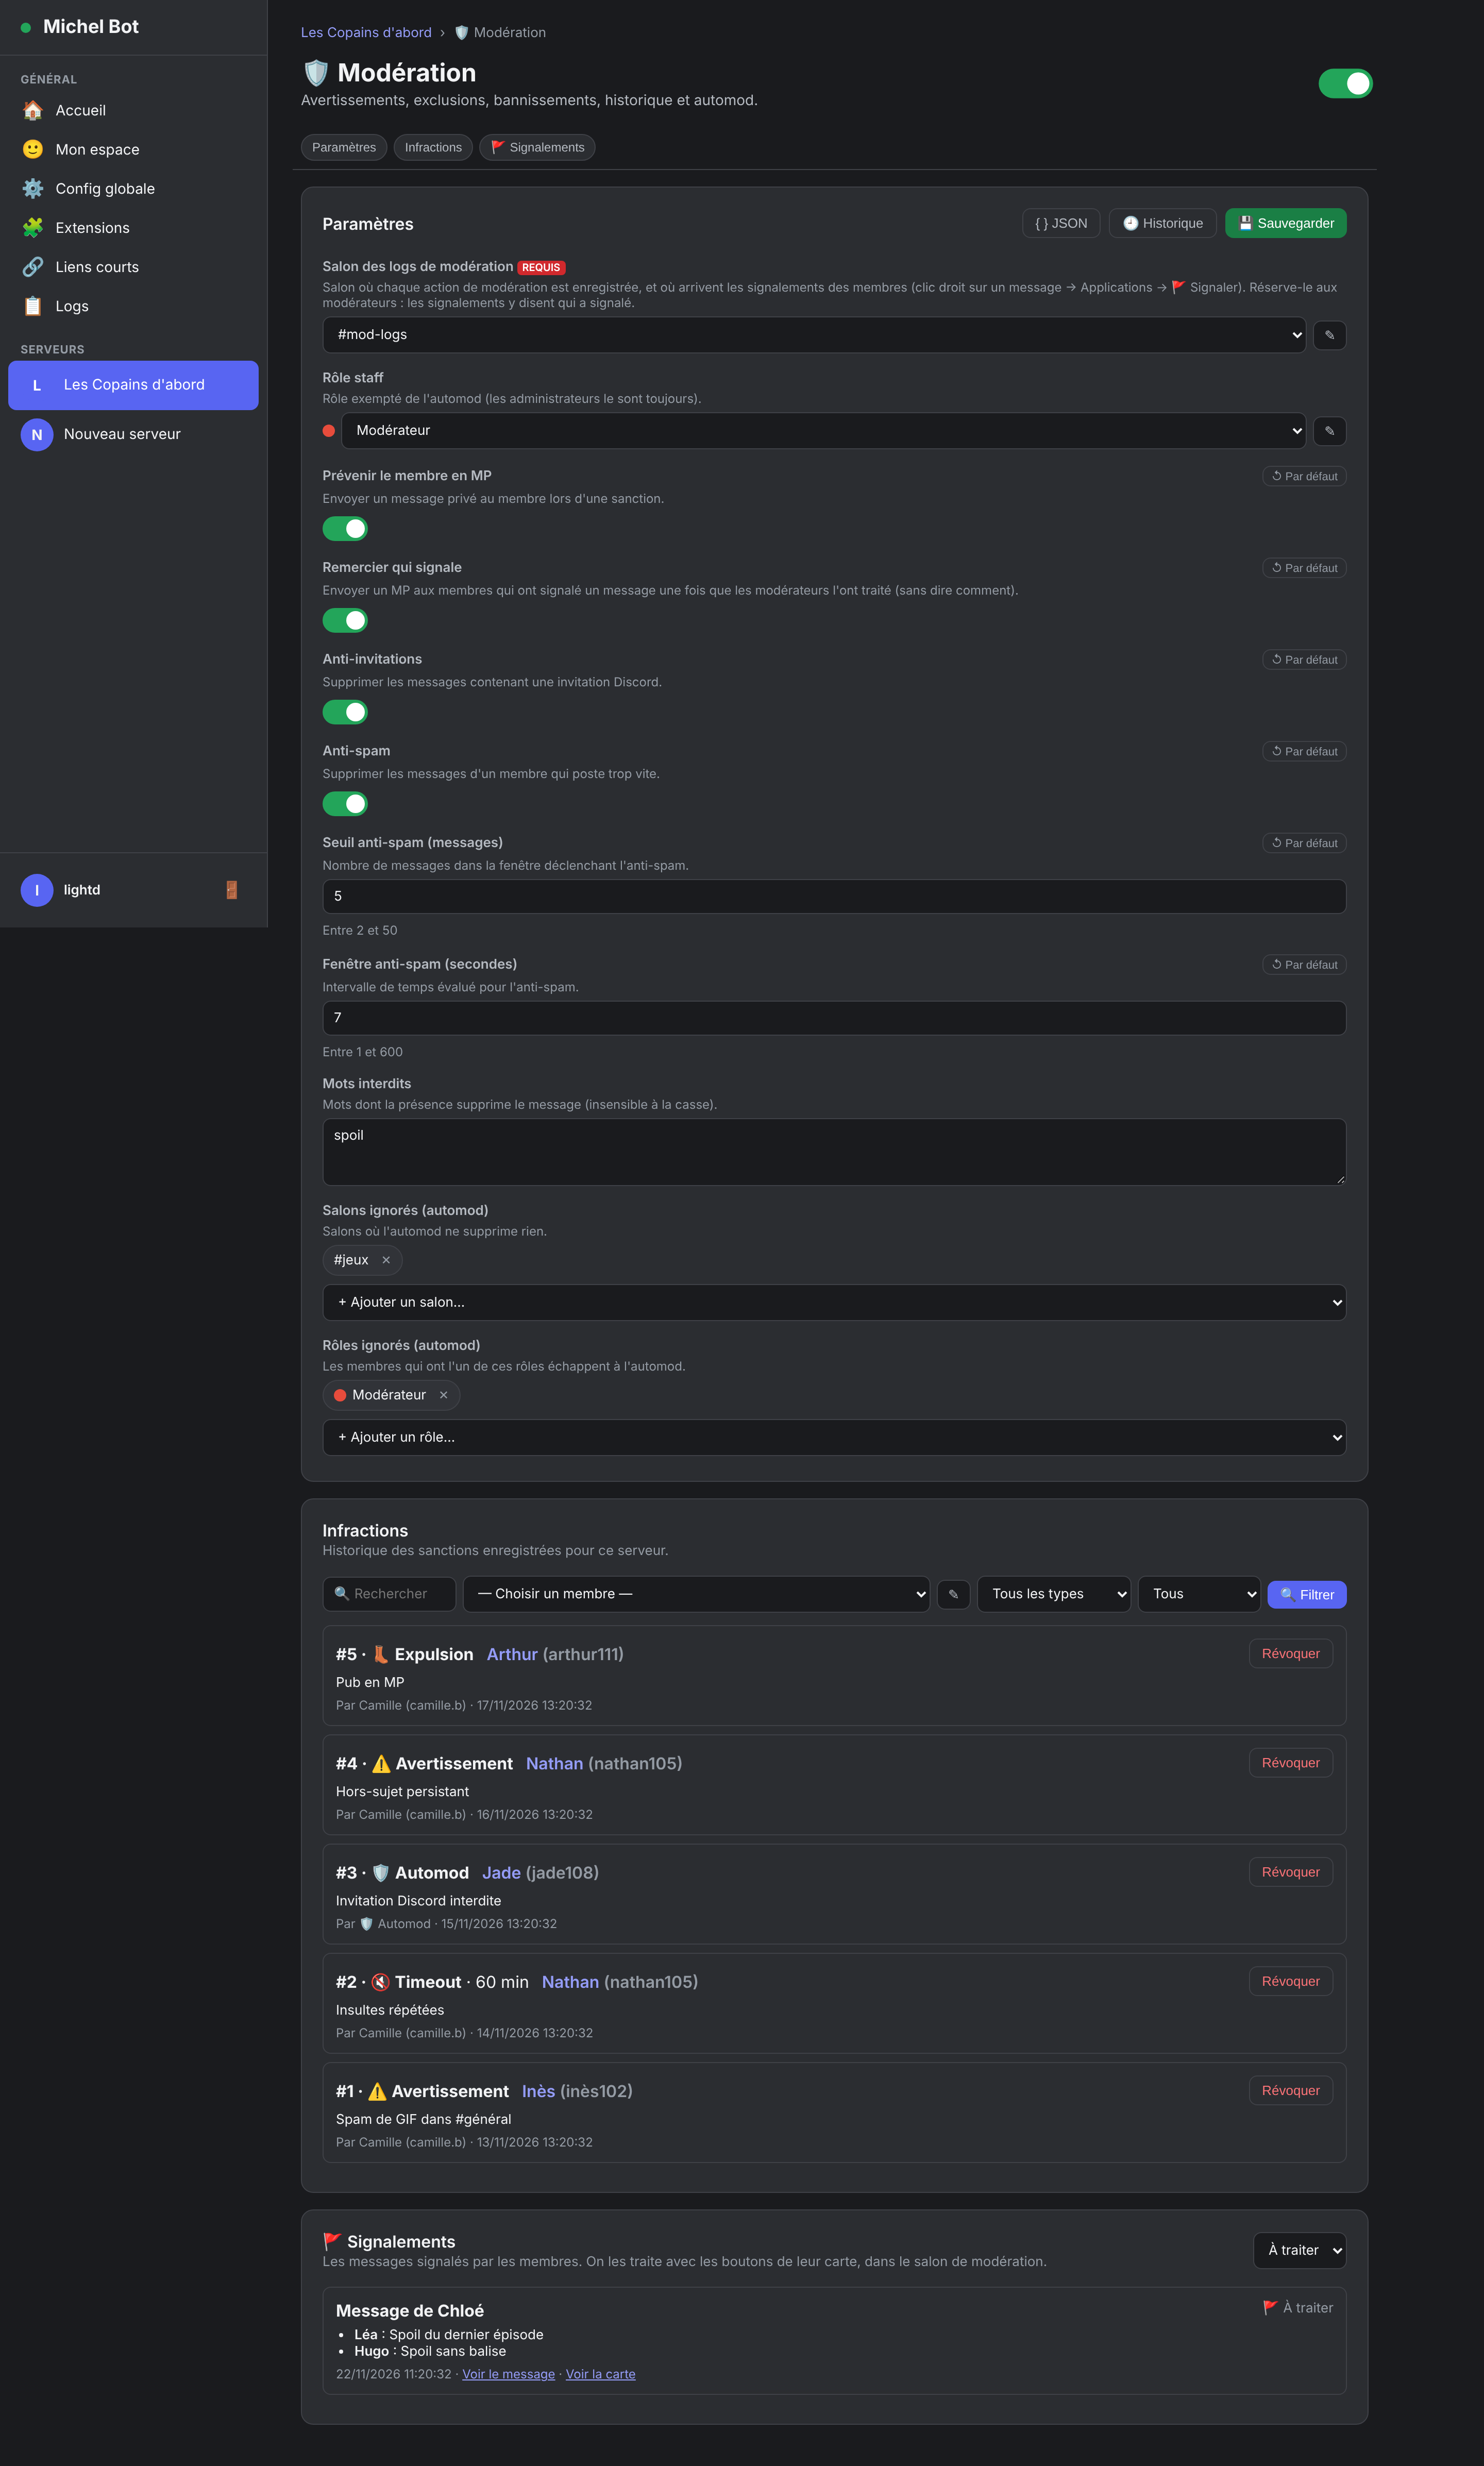 Michel Bot
GÉNÉRAL
🏠 Accueil
🙂 Mon espace
⚙️ Config globale
🧩 Extensions
🔗 Liens courts
📋 Logs
SERVEURS
L Les Copains d'abord
N Nouveau serveur
l lightd
Les Copains d'abord › 🛡️ Modération
🛡️ Modération
Avertissements, exclusions, bannissements, historique et automod.
Paramètres Infractions 🚩 Signalements
Paramètres { } JSON 🕘 Historique 💾 Sauvegarder
Salon des logs de modération REQUIS
Salon où chaque action de modération est enregistrée, et où arrivent les signalements des membres (clic droit sur un message → Applications → 🚩 Signaler). Réserve-le aux
modérateurs : les signalements y disent qui a signalé.
#mod-logs ✎
Rôle staff
Rôle exempté de l'automod (les administrateurs le sont toujours).
Modérateur ✎
Prévenir le membre en MP ↺ Par défaut
Envoyer un message privé au membre lors d'une sanction.
Remercier qui signale ↺ Par défaut
Envoyer un MP aux membres qui ont signalé un message une fois que les modérateurs l'ont traité (sans dire comment).
Anti-invitations ↺ Par défaut
Supprimer les messages contenant une invitation Discord.
Anti-spam ↺ Par défaut
Supprimer les messages d'un membre qui poste trop vite.
Seuil anti-spam (messages) ↺ Par défaut
Nombre de messages dans la fenêtre déclenchant l'anti-spam.
5
Entre 2 et 50
Fenêtre anti-spam (secondes) ↺ Par défaut
Intervalle de temps évalué pour l'anti-spam.
7
Entre 1 et 600
Mots interdits
Mots dont la présence supprime le message (insensible à la casse).
spoil
Salons ignorés (automod)
Salons où l'automod ne supprime rien.
#jeux ✕
+ Ajouter un salon...
Rôles ignorés (automod)
Les membres qui ont l'un de ces rôles échappent à l'automod.
Modérateur ✕
+ Ajouter un rôle...
Infractions
Historique des sanctions enregistrées pour ce serveur.
🔍 Rechercher — Choisir un membre — ✎ Tous les types Tous 🔍 Filtrer
#5 · 👢 Expulsion Arthur (arthur111) Révoquer
Pub en MP
Par Camille (camille.b) · 17/11/2026 13:20:32
#4 · ⚠️ Avertissement Nathan (nathan105) Révoquer
Hors-sujet persistant
Par Camille (camille.b) · 16/11/2026 13:20:32
#3 · 🛡️ Automod Jade (jade108) Révoquer
Invitation Discord interdite
Par 🛡️ Automod · 15/11/2026 13:20:32
#2 · 🔇 Timeout · 60 min Nathan (nathan105) Révoquer
Insultes répétées
Par Camille (camille.b) · 14/11/2026 13:20:32
#1 · ⚠️ Avertissement Inès (inès102) Révoquer
Spam de GIF dans #général
Par Camille (camille.b) · 13/11/2026 13:20:32
🚩 Signalements À traiter
Les messages signalés par les membres. On les traite avec les boutons de leur carte, dans le salon de modération.
Message de Chloé 🚩 À traiter
• Léa : Spoil du dernier épisode
• Hugo : Spoil sans balise
22/11/2026 11:20:32 · Voir le message · Voir la carte